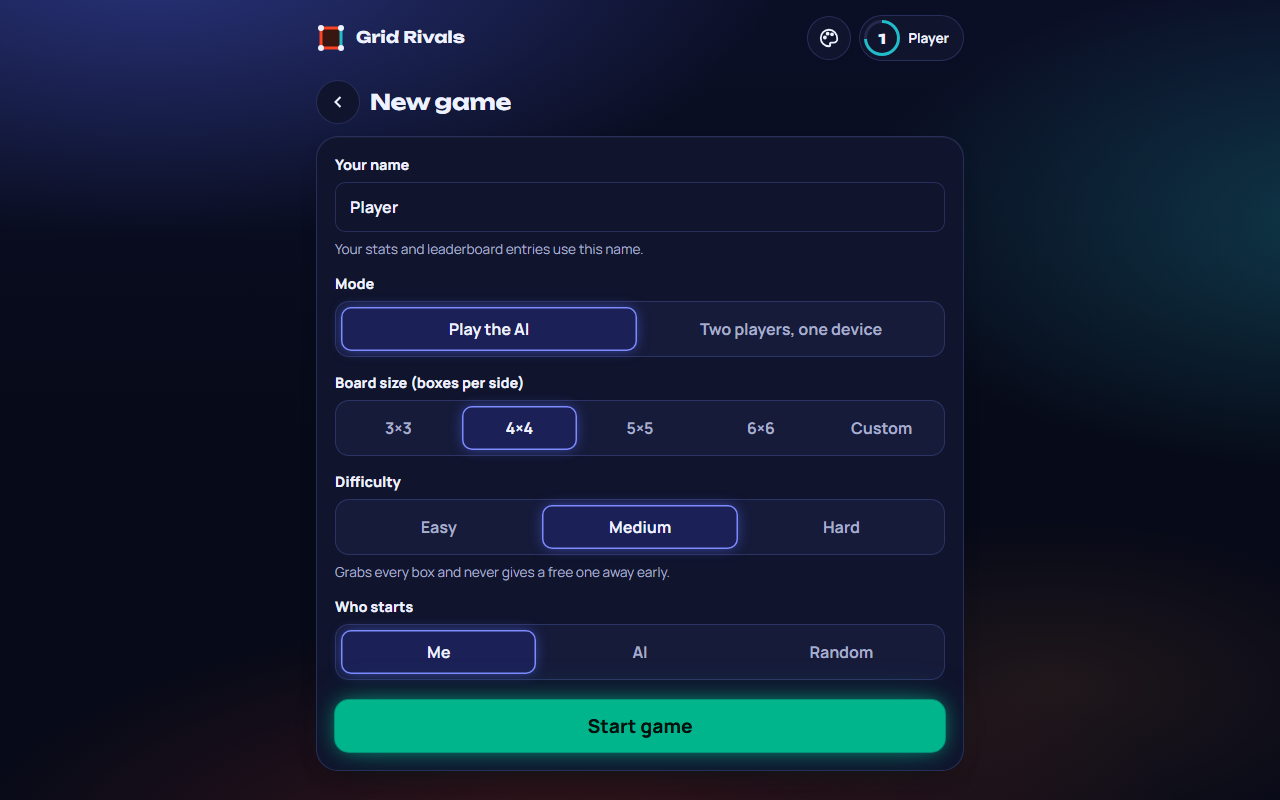 Grid Rivals
1 Player
New game
Your name
Player
Your stats and leaderboard entries use this name.
Mode
Play the AI Two players, one device
Board size (boxes per side)
3×3 4×4 5×5 6×6 Custom
Difficulty
Easy Medium Hard
Grabs every box and never gives a free one away early.
Who starts
Me AI Random
Start game